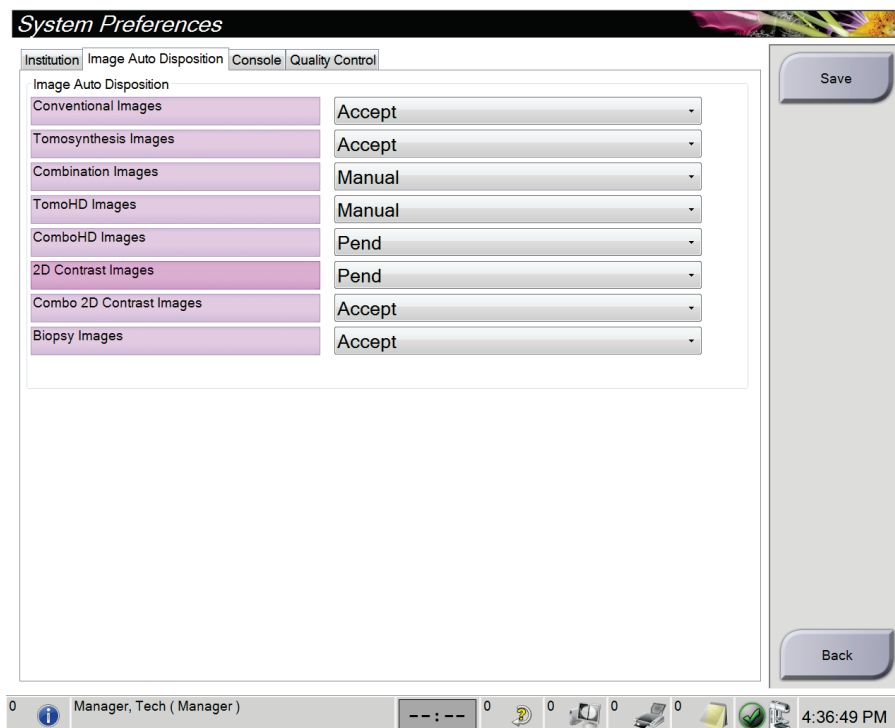 System Preferences
Institution Image Auto Disposition Console Quality Control
Save
Image Auto Disposition
Conventional Images Accept
Tomosynthesis Images Accept
Combination Images Manual
TomoHD Images Manual
ComboHD Images Pend
2D Contrast Images Pend
Combo 2D Contrast Images Accept
Biopsy Images Accept
Back
0 Manager, Tech ( Manager ) --:-- 0 0 0 0 4:36:49 PM